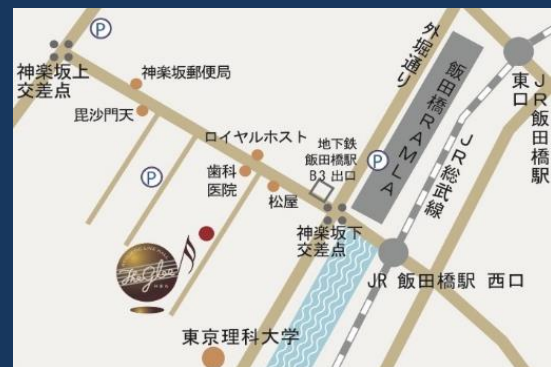 P
神楽坂上
交差点
神楽坂郵便局
毘沙門天
外堀通り
飯田橋RAMLA
JR総武線
東口
JR飯田橋駅
ロイヤルホスト
地下鉄
飯田橋駅
B3 出口
P
P
歯科
医院
松屋
神楽坂下
交差点
JR 飯田橋駅 西口
The Glee
東京理科大学